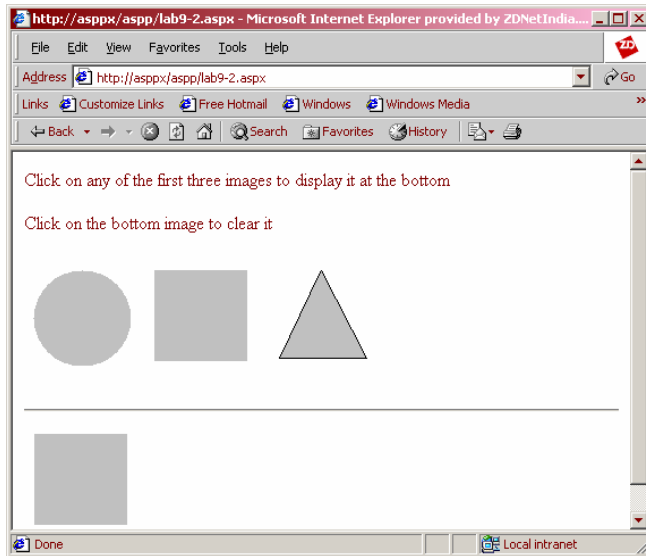 http://asppx/aspp/lab9-2.aspx - Microsoft Internet Explorer provided by ZDNetIndia....
File Edit View Favorites Tools Help
ZD
Address http://asppx/aspp/lab9-2.aspx Go
Links Customize Links Free Hotmail Windows Windows Media »
Back Search Favorites History
Click on any of the first three images to display it at the bottom
Click on the bottom image to clear it
Done Local intranet